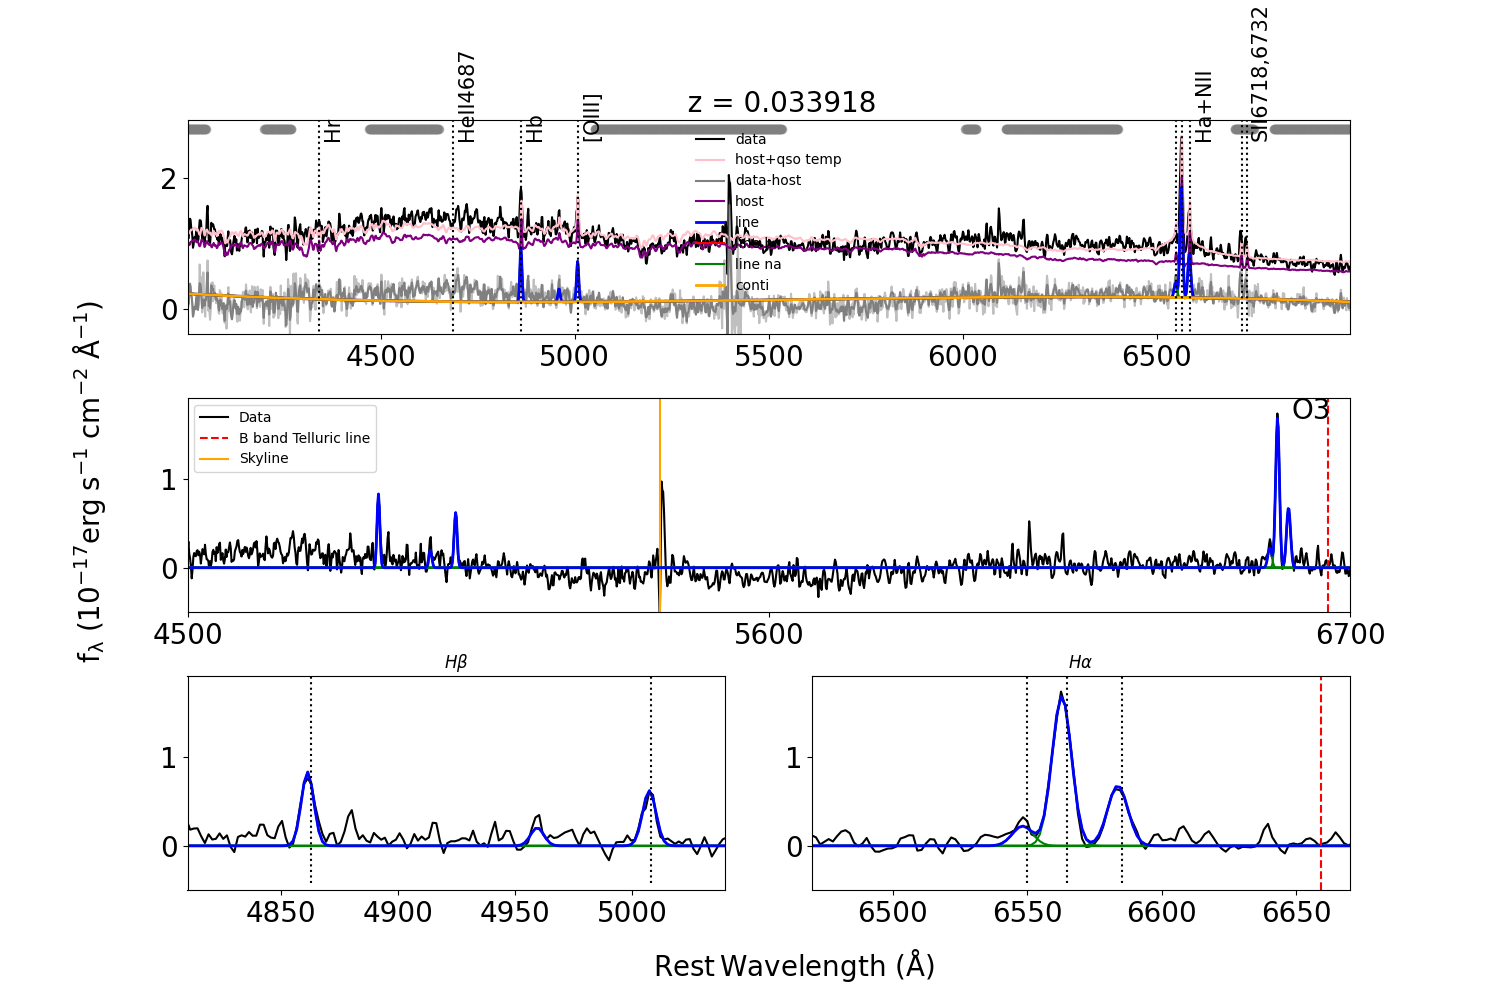 z = 0.033918
Hr
HeII4687
Hb
[OIII]
Ha+NII
SII6718,6732
data
host+qso temp
data-host
host
line
line na
conti
2
0
4500 5000 5500 6000 6500
fλ (10−17erg s−1 cm−2 Å−1)
Data
B band Telluric line
Skyline
O3
1
0
4500 5600 6700
Hβ
1
0
4850 4900 4950 5000
Hα
1
0
6500 6550 6600 6650
Rest Wavelength (Å)